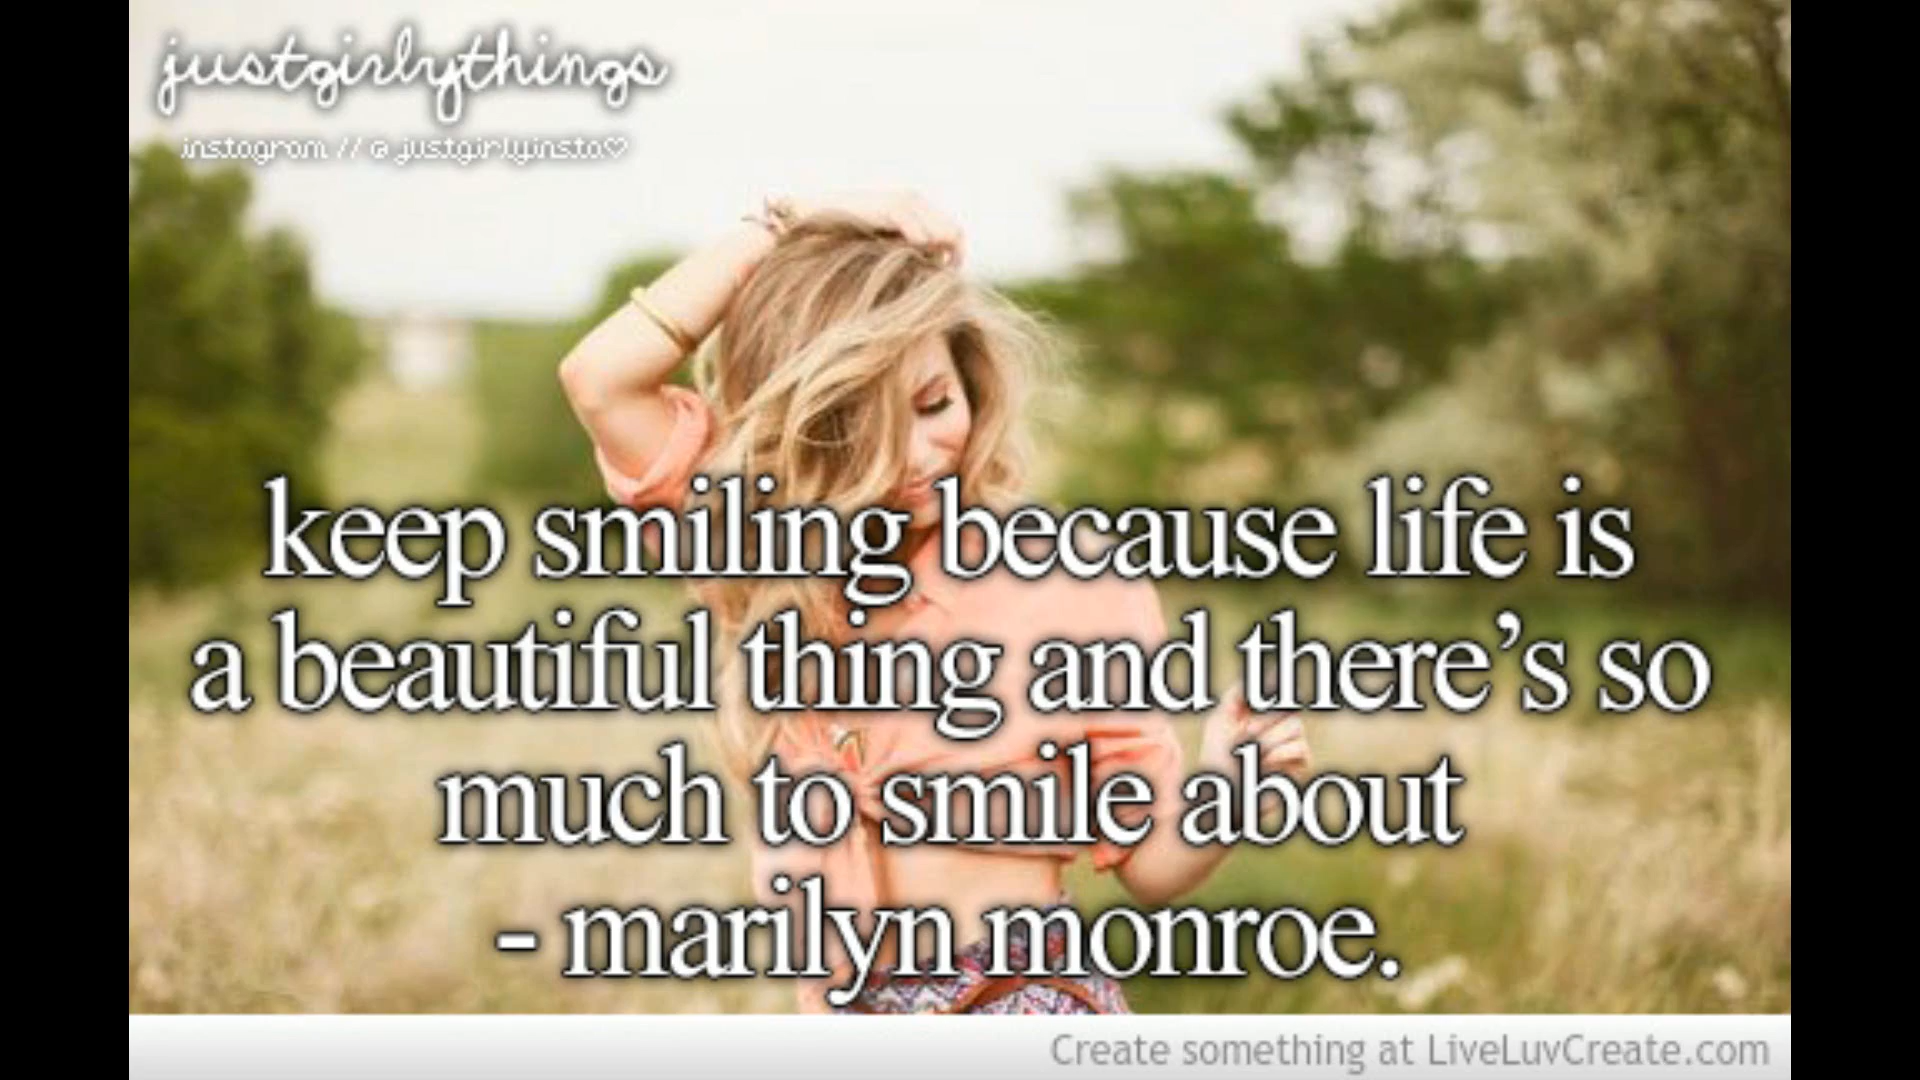 justgirlythings
instagram // @ justgirlyinsta♡
keep smiling because life is
a beautiful thing and there's so
much to smile about
- marilyn monroe.
Create something at LiveLuvCreate.com